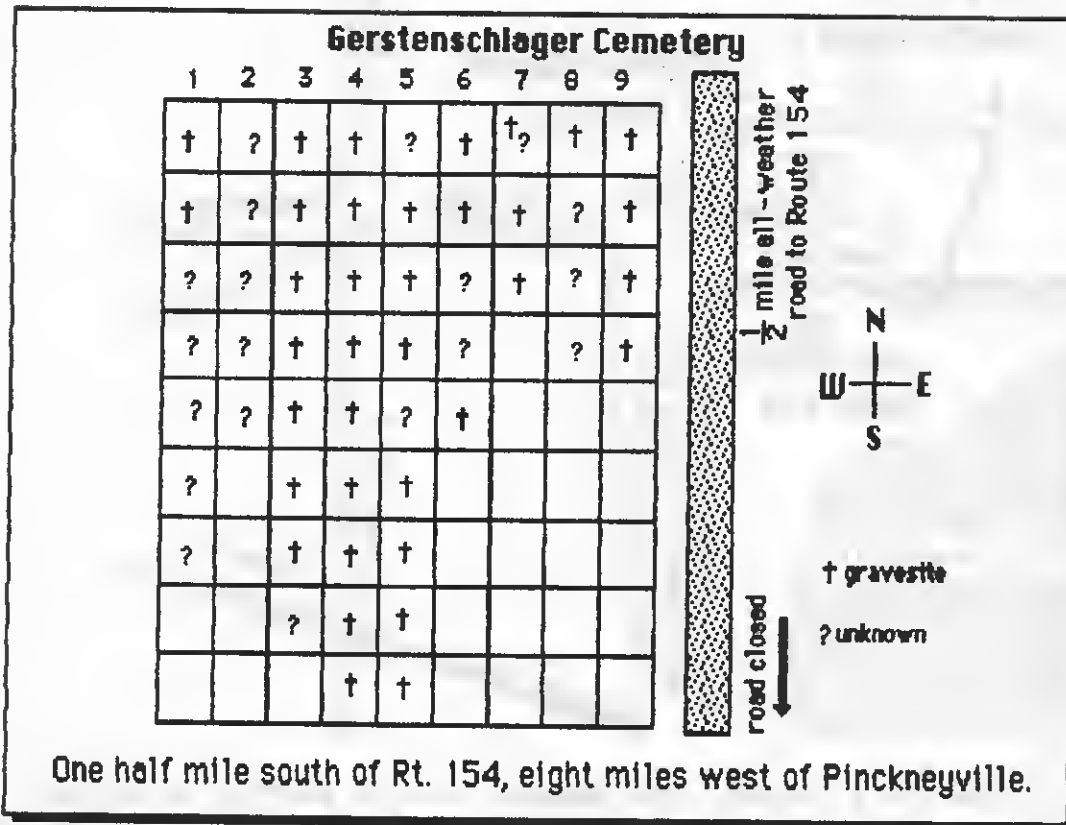 Gerstenschlager Cemetery
1 2 3 4 5 6 7 8 9
† ? † † ? † †? † †
† ? † † † † † ? †
? ? † † † ? † ? †
? ? † † † ? ? †
? ? † † ? †
? † † †
? † † †
? † †
† †
1/2 mile all-weather
road to Route 154
N
W E
S
† gravesite
? unknown
road closed
One half mile south of Rt. 154, eight miles west of Pinckneyville.